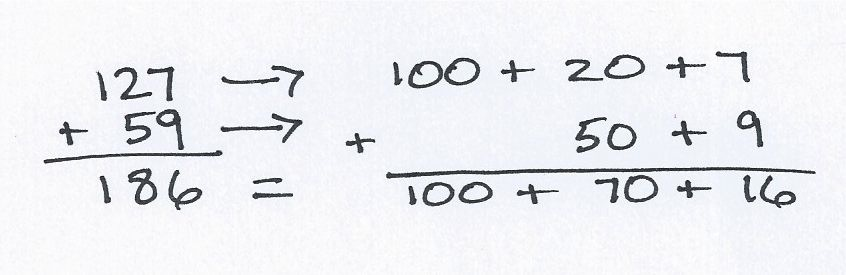 127 → 100 + 20 + 7
+ 59 → + 50 + 9
186 = 100 + 70 + 16